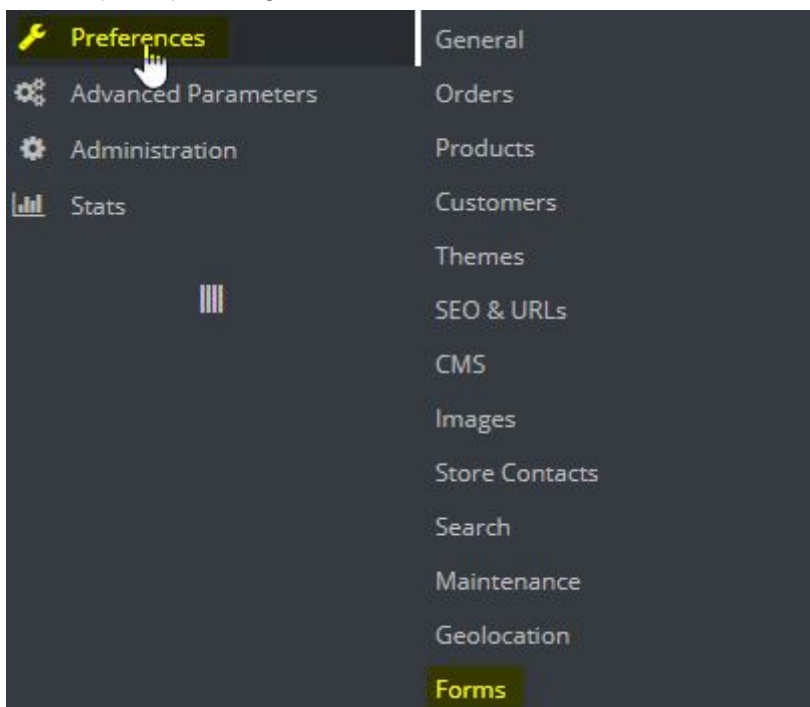 Preferences
Advanced Parameters
Administration
Stats
General
Orders
Products
Customers
Themes
SEO & URLs
CMS
Images
Store Contacts
Search
Maintenance
Geolocation
Forms